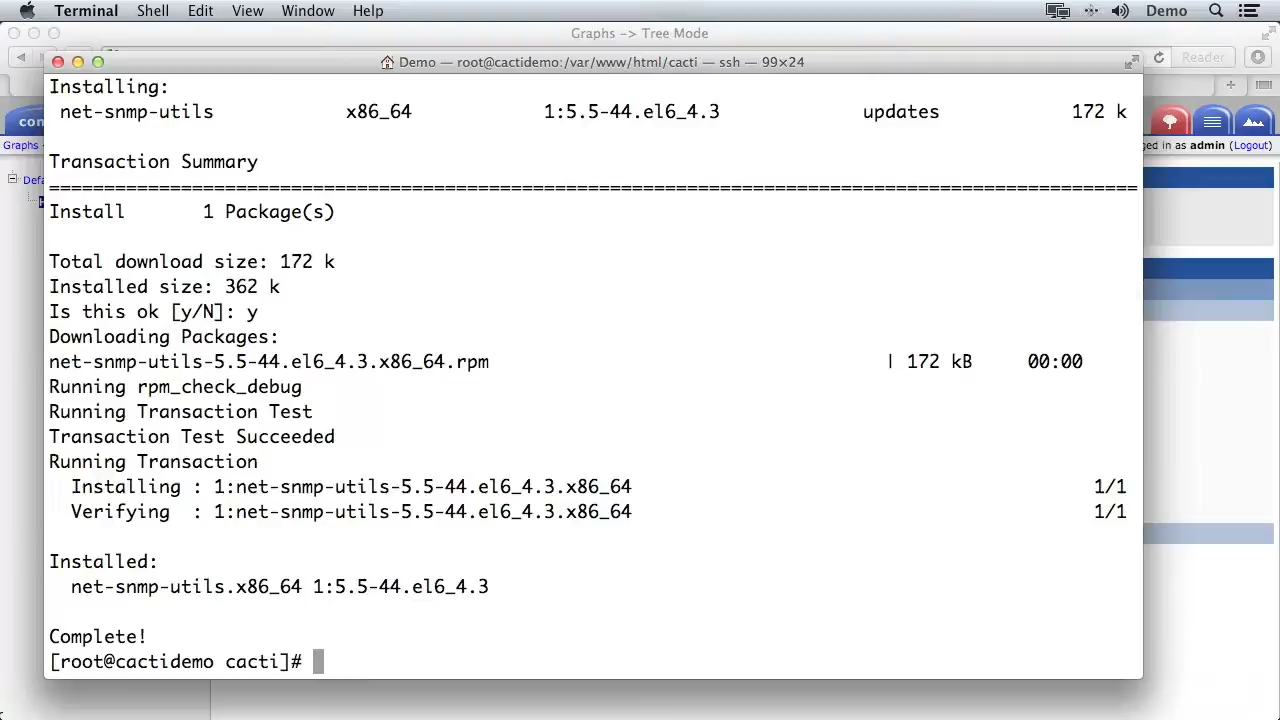 Terminal Shell Edit View Window Help Demo
Graphs -> Tree Mode
Reader
Demo — root@cactidemo:/var/www/html/cacti — ssh — 99×24
Installing:
net-snmp-utils x86_64 1:5.5-44.el6_4.3 updates 172 k
Transaction Summary
================================================================================================
Install 1 Package(s)
Total download size: 172 k
Installed size: 362 k
Is this ok [y/N]: y
Downloading Packages:
net-snmp-utils-5.5-44.el6_4.3.x86_64.rpm | 172 kB 00:00
Running rpm_check_debug
Running Transaction Test
Transaction Test Succeeded
Running Transaction
Installing : 1:net-snmp-utils-5.5-44.el6_4.3.x86_64 1/1
Verifying : 1:net-snmp-utils-5.5-44.el6_4.3.x86_64 1/1
Installed:
net-snmp-utils.x86_64 1:5.5-44.el6_4.3
Complete!
[root@cactidemo cacti]#
con
Graphs
ged in as admin (Logout)
Defa